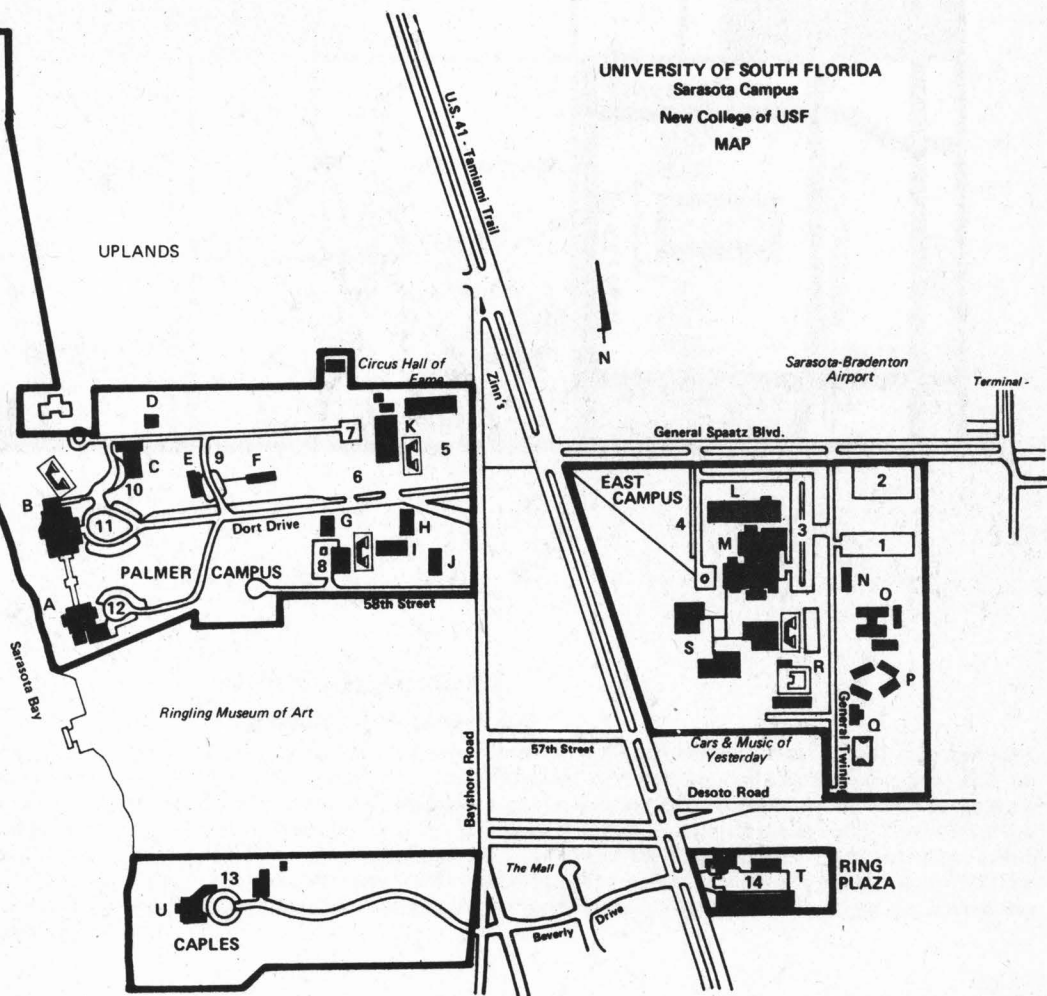 UNIVERSITY OF SOUTH FLORIDA
Sarasota Campus
New College of USF
MAP
U.S. 41 - Tamiami Trail
UPLANDS
N
Circus Hall of
Fame
Zinn's
Sarasota-Bradenton
Airport
Terminal -
General Spaatz Blvd.
D
K
7
5
C
E
9
F
6
10
B
11
Dort Drive
G
H
8
J
PALMER CAMPUS
A
12
58th Street
EAST
CAMPUS
L
2
4
3
M
1
N
O
S
R
P
Q
General Twining
Sarasota Bay
Ringling Museum of Art
Bayshore Road
57th Street
Cars & Music of
Yesterday
Desoto Road
The Mall
Beverly Drive
13
U
CAPLES
14
T
RING
PLAZA